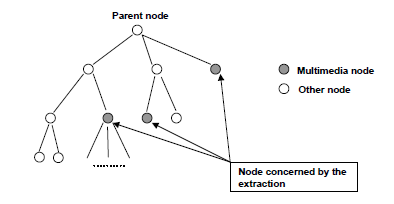 Parent node
Multimedia node
Other node
Node concerned by the
extraction